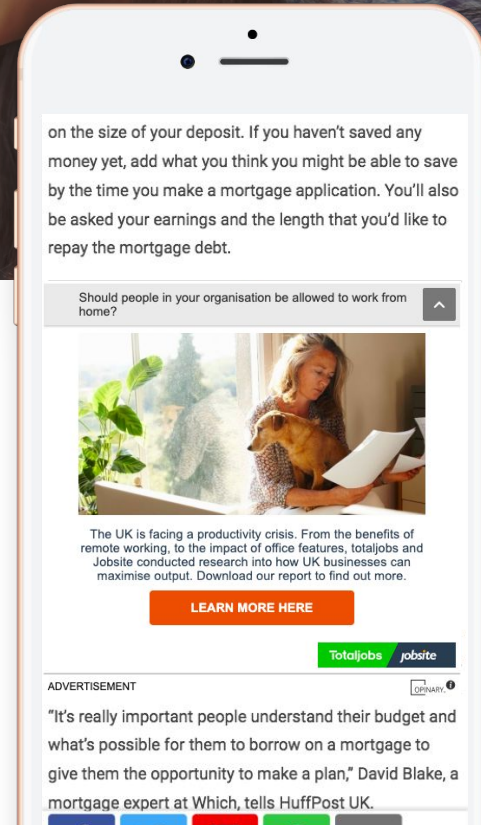 on the size of your deposit. If you haven't saved any
money yet, add what you think you might be able to save
by the time you make a mortgage application. You'll also
be asked your earnings and the length that you'd like to
repay the mortgage debt.
Should people in your organisation be allowed to work from
home?
The UK is facing a productivity crisis. From the benefits of
remote working, to the impact of office features, totaljobs and
Jobsite conducted research into how UK businesses can
maximise output. Download our report to find out more.
LEARN MORE HERE
Totaljobs jobsite
ADVERTISEMENT OPINARY. i
“It's really important people understand their budget and
what's possible for them to borrow on a mortgage to
give them the opportunity to make a plan,” David Blake, a
mortgage expert at Which, tells HuffPost UK.